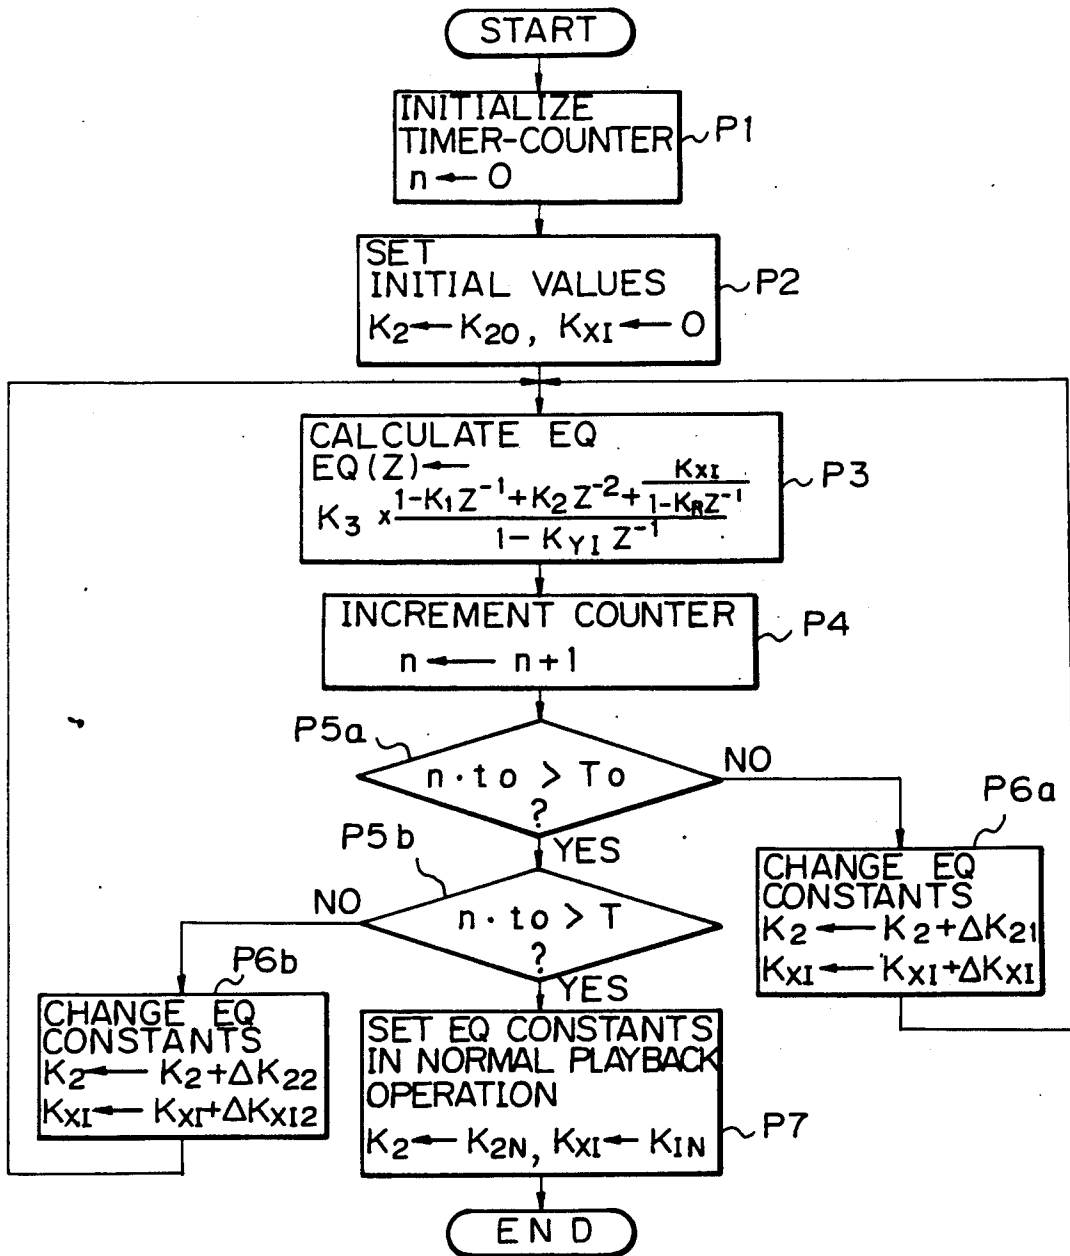 START
INITIALIZE
TIMER-COUNTER
n ← 0
P1
SET
INITIAL VALUES
K2 ← K20, KXI ← 0
P2
CALCULATE EQ
EQ(Z) ←
K3 × (1-K1Z^-1+K2Z^-2+KXI/(1-KRZ^-1))/(1-KYIZ^-1)
P3
INCREMENT COUNTER
n ← n+1
P4
P5a
n·to > To
?
NO
YES
P6a
CHANGE EQ
CONSTANTS
K2 ← K2+ΔK21
KXI ← KXI+ΔKXI
P5b
n·to > T
?
NO
YES
P6b
CHANGE EQ
CONSTANTS
K2 ← K2+ΔK22
KXI ← KXI+ΔKXI2
SET EQ CONSTANTS
IN NORMAL PLAYBACK
OPERATION
K2 ← K2N, KXI ← KIN
P7
END